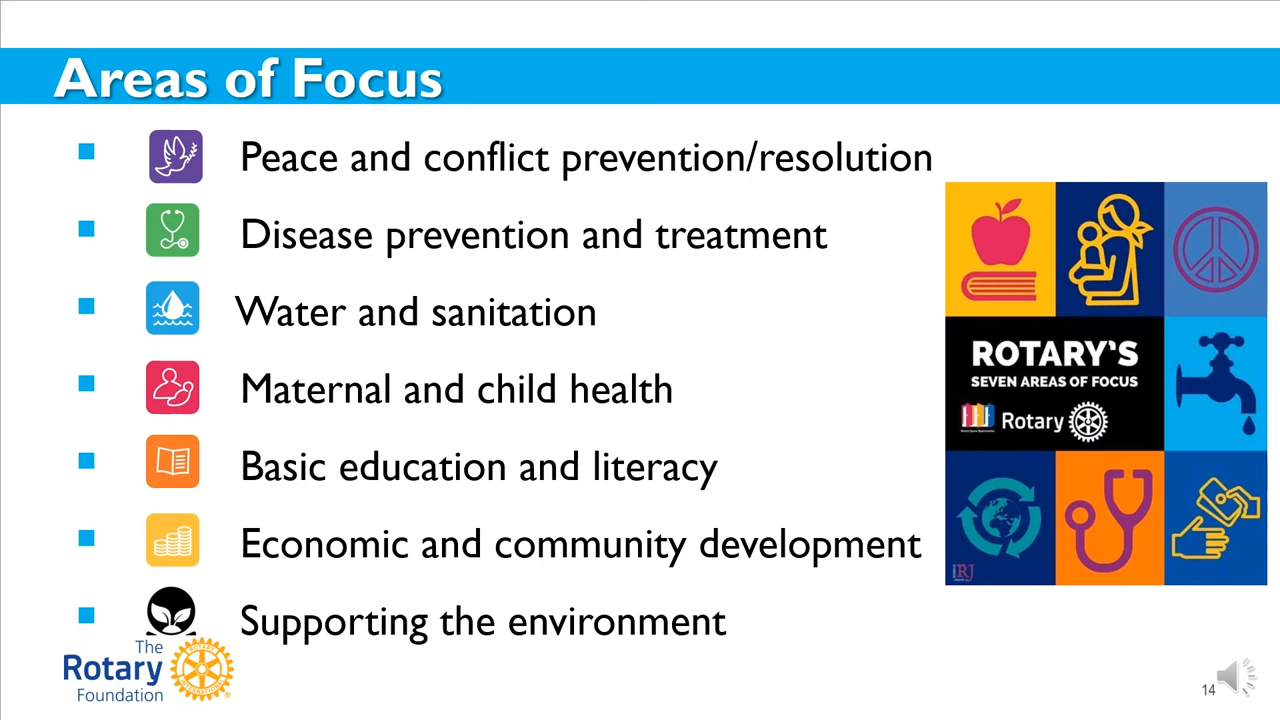 Areas of Focus
Peace and conflict prevention/resolution
Disease prevention and treatment
Water and sanitation
Maternal and child health
Basic education and literacy
Economic and community development
Supporting the environment
ROTARY'S
SEVEN AREAS OF FOCUS
Rotary
RJ
The
Rotary
Foundation
14